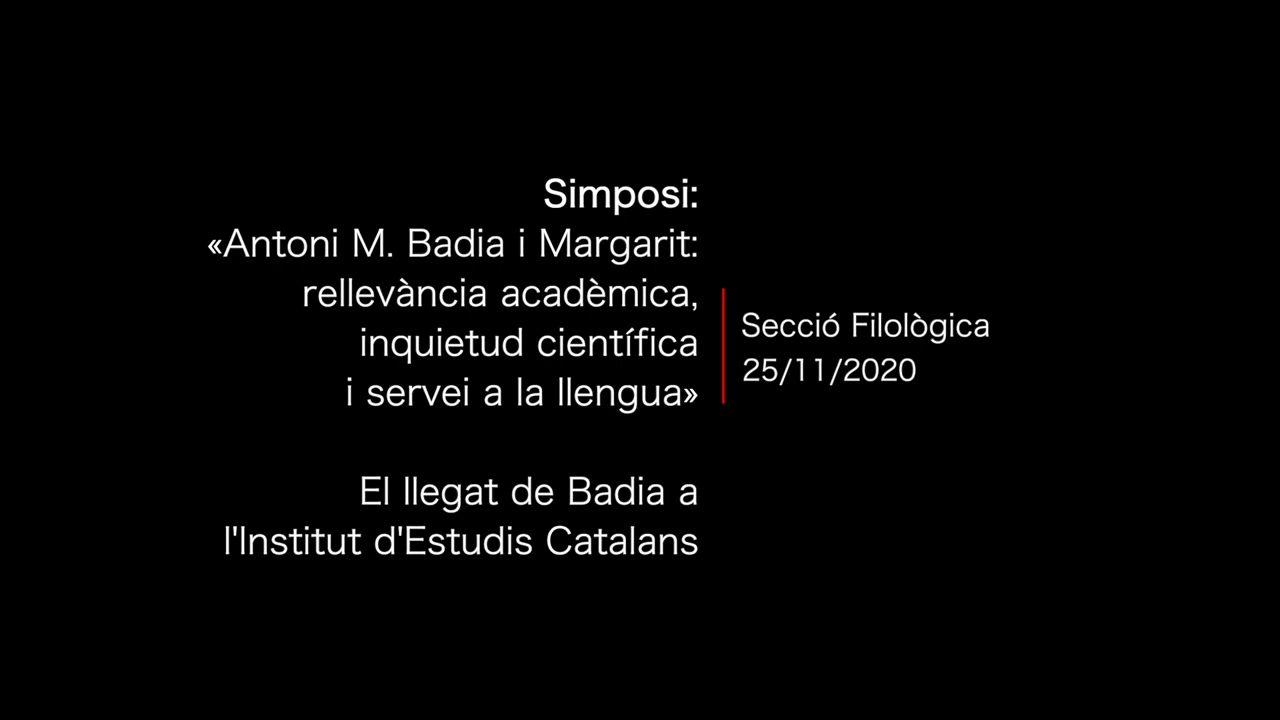 Simposi:
«Antoni M. Badia i Margarit:
rellevància acadèmica,
inquietud científica
i servei a la llengua»
El llegat de Badia a
l'Institut d'Estudis Catalans
Secció Filològica
25/11/2020